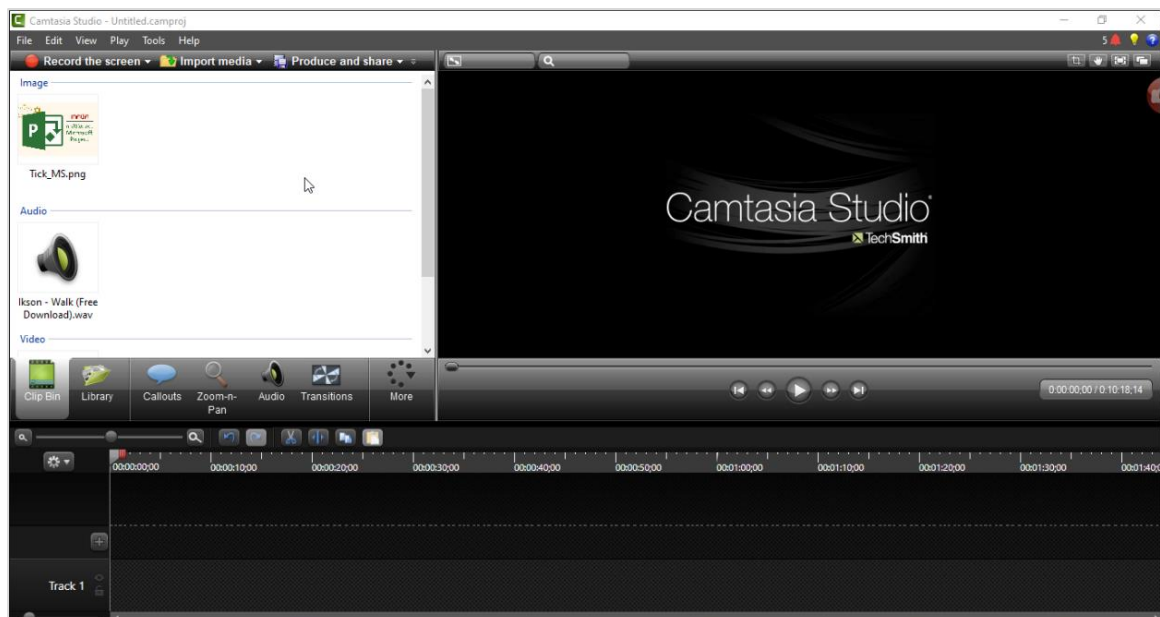 Camtasia Studio - Untitled.camproj
File Edit View Play Tools Help
5
Record the screen Import media Produce and share
Image
P
Tick_MS.png
Audio
Ikson - Walk (Free
Download).wav
Video
Camtasia Studio
TechSmith
Clip Bin Library Callouts Zoom-n-
Pan Audio Transitions More
0:00:00;00 / 0:10:18;14
00:00:00;00 00:00:10;00 00:00:20;00 00:00:30;00 00:00:40;00 00:00:50;00 00:01:00;00 00:01:10;00 00:01:20;00 00:01:30;00
Track 1